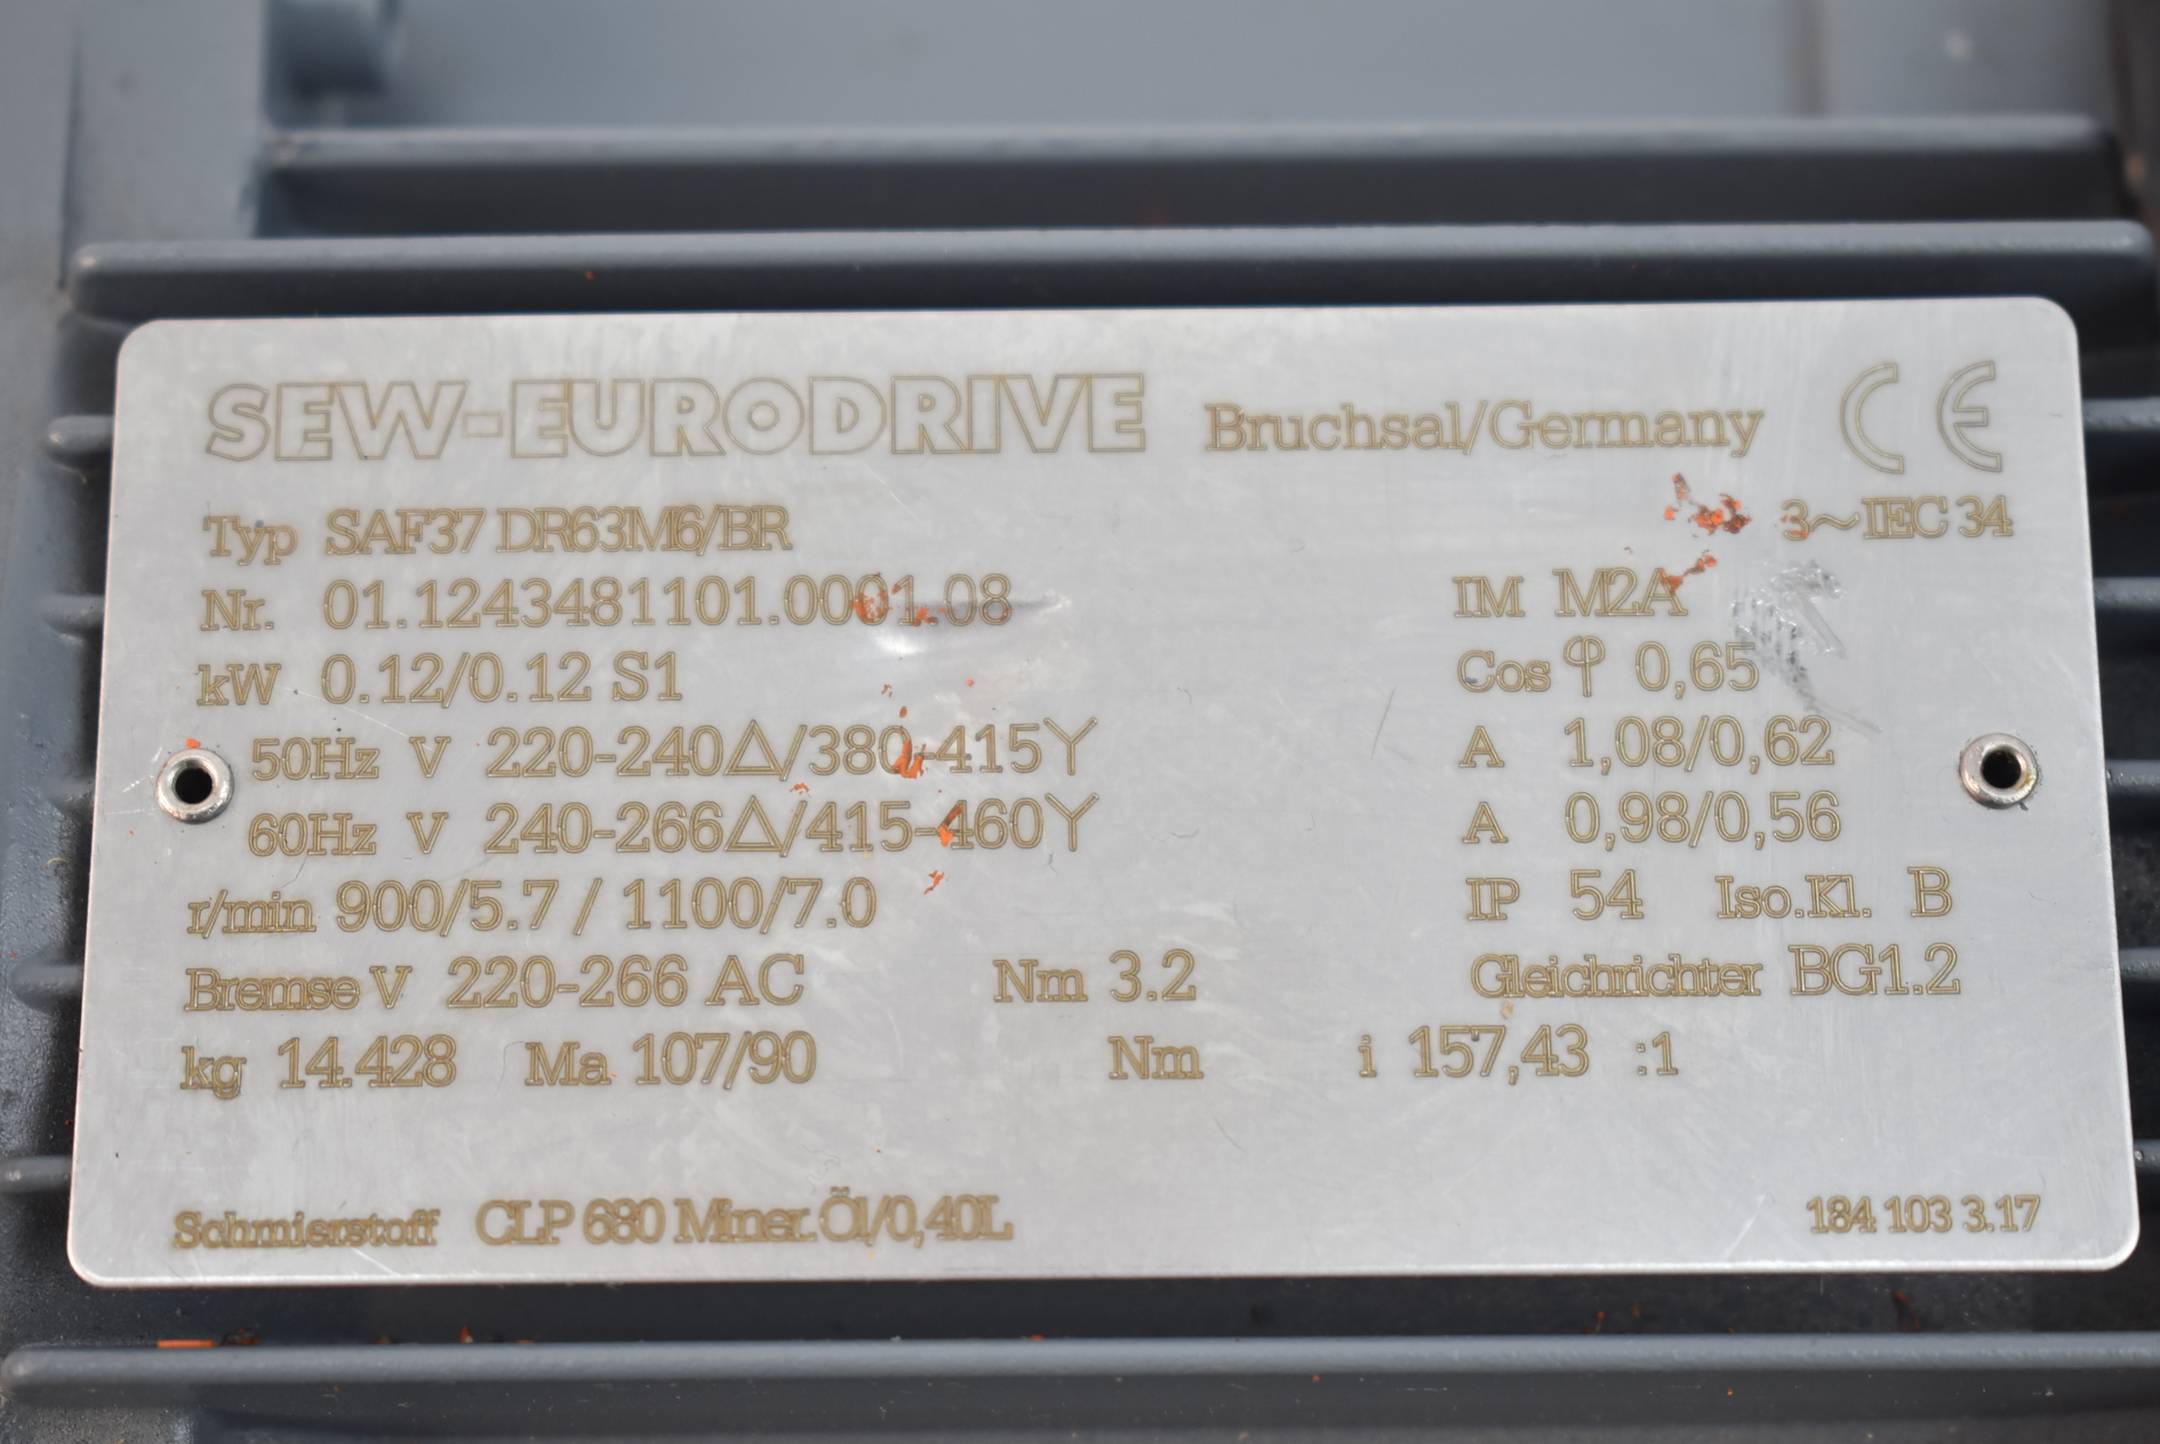 SEW-EURODRIVE Bruchsal/Germany CE
Typ SAF37 DR63M6/BR 3~IEC 34
Nr. 01.1243481101.0001.08 IM M2A
kW 0.12/0.12 S1 Cos φ 0,65
50Hz V 220-240△/380-415Y A 1,08/0,62
60Hz V 240-266△/415-460Y A 0,98/0,56
r/min 900/5.7 / 1100/7.0 IP 54 Iso.Kl. B
Bremse V 220-266 AC Nm 3.2 Gleichrichter BG1.2
kg 14.428 Ma 107/90 Nm i 157,43 :1
Schmierstoff CLP 680 Miner.Öl/0,40L 184 103 3.17